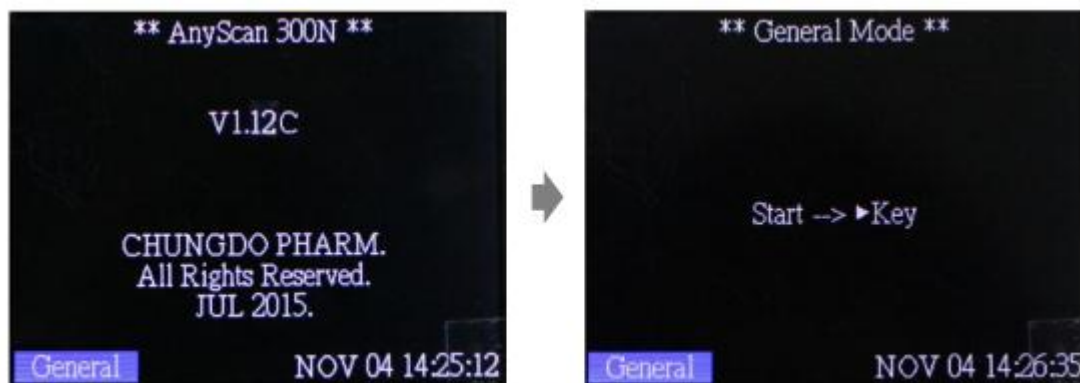 ** AnyScan 300N **
V1.12C
CHUNGDO PHARM.
All Rights Reserved.
JUL 2015.
General
NOV 04 14:25:12
** General Mode **
Start --> ►Key
General
NOV 04 14:26:35